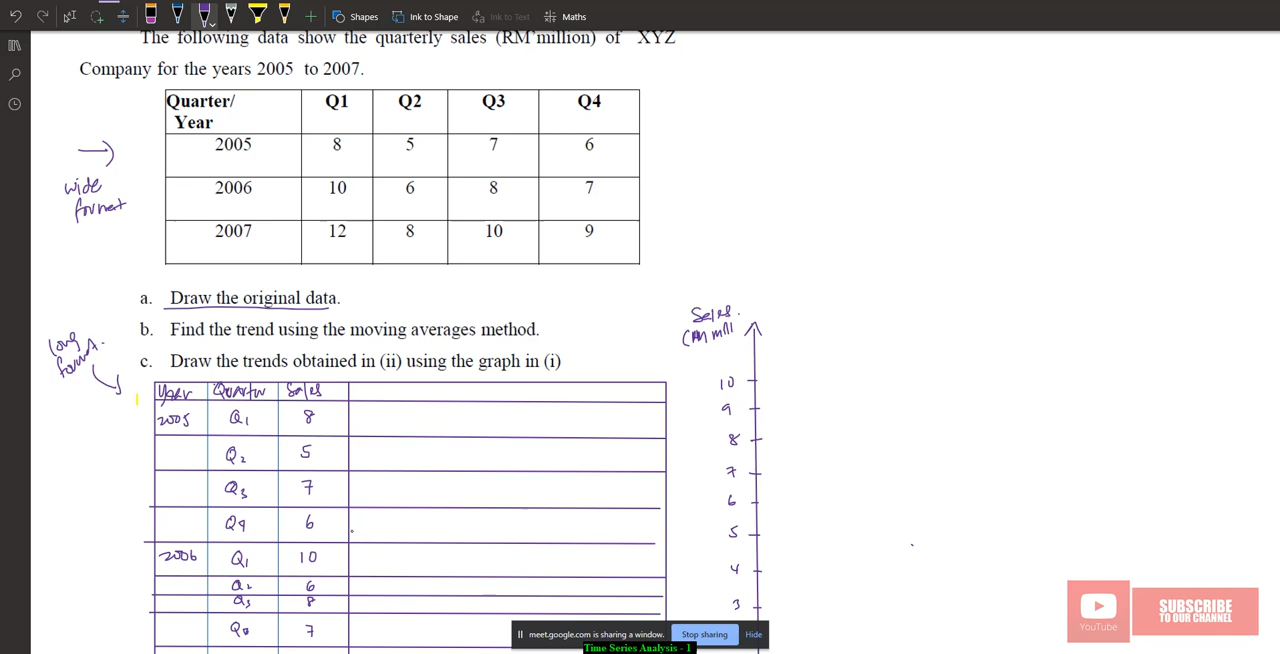 Shapes Ink to Shape Ink to Text Maths
The following data show the quarterly sales (RM'million) of XYZ
Company for the years 2005 to 2007.
Quarter/ Year Q1 Q2 Q3 Q4
2005 8 5 7 6
2006 10 6 8 7
2007 12 8 10 9
wide
format
a. Draw the original data.
b. Find the trend using the moving averages method.
c. Draw the trends obtained in (ii) using the graph in (i)
long
format
Year Quarter Sales
2005 Q1 8
Q2 5
Q3 7
Q4 6
2006 Q1 10
Q2 6
Q3 8
Q4 7
Sales
10
9
8
7
6
5
4
3
meet.google.com is sharing a window. Stop sharing Hide
Time Series Analysis - 1
YouTube
SUBSCRIBE
TO OUR CHANNEL